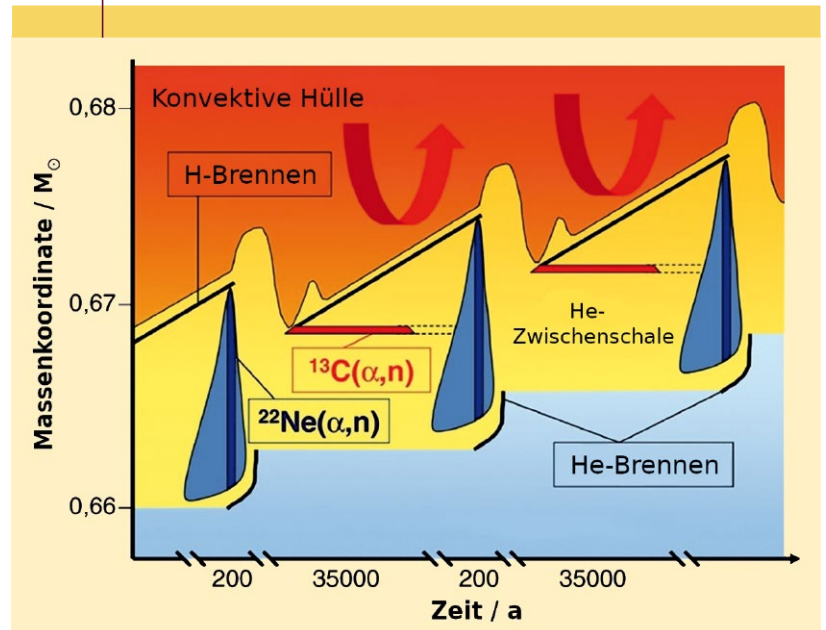 Konvektive Hülle
0,68
H-Brennen
Massenkoordinate / M☉
0,67
He-
Zwischenschale
¹³C(α,n)
²²Ne(α,n)
He-Brennen
0,66
200
35000
200
35000
Zeit / a